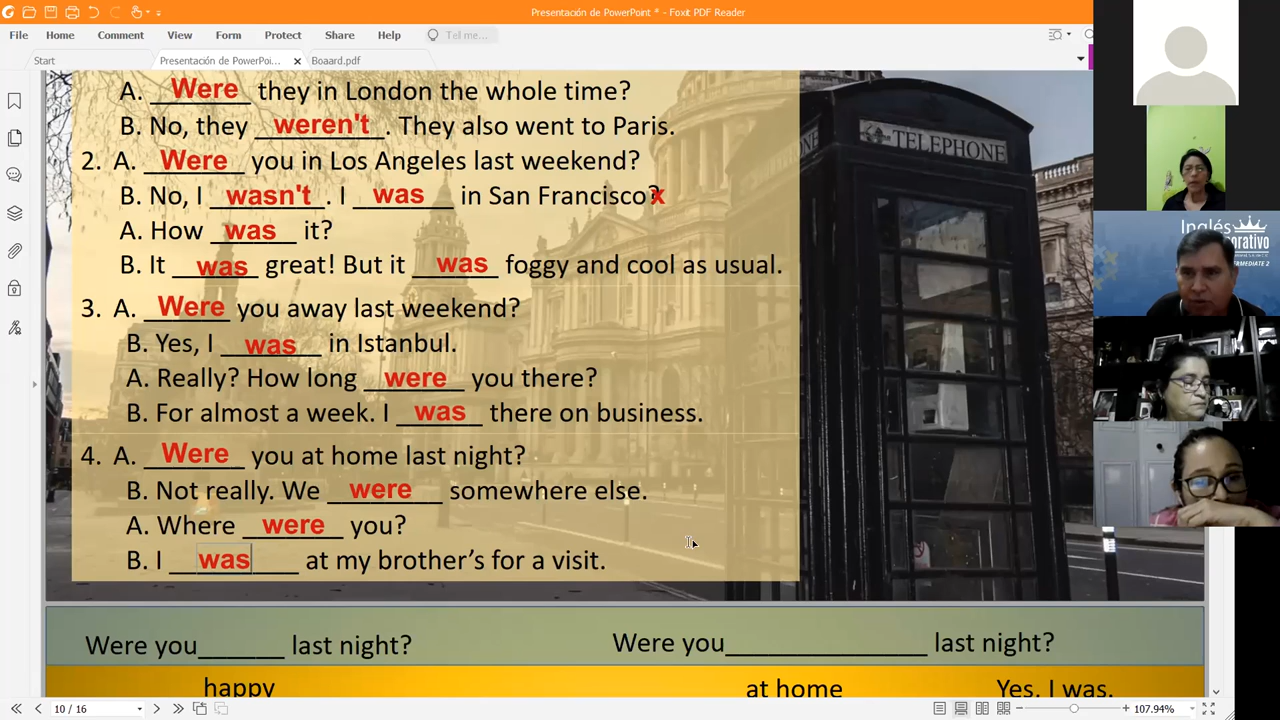 Presentación de PowerPoint * - Foxit PDF Reader
File Home Comment View Form Protect Share Help Tell me...
Start Presentación de PowerPoi... Boaard.pdf
A. Were they in London the whole time?
B. No, they weren't. They also went to Paris.
2. A. Were you in Los Angeles last weekend?
B. No, I wasn't. I was in San Francisco?x
A. How was it?
B. It was great! But it was foggy and cool as usual.
3. A. Were you away last weekend?
B. Yes, I was in Istanbul.
A. Really? How long were you there?
B. For almost a week. I was there on business.
4. A. Were you at home last night?
B. Not really. We were somewhere else.
A. Where were you?
B. I was at my brother's for a visit.
TELEPHONE
Were you______ last night? Were you______________ last night?
happy at home Yes, I was.
10 / 16 107.94%
Inglés
orativo